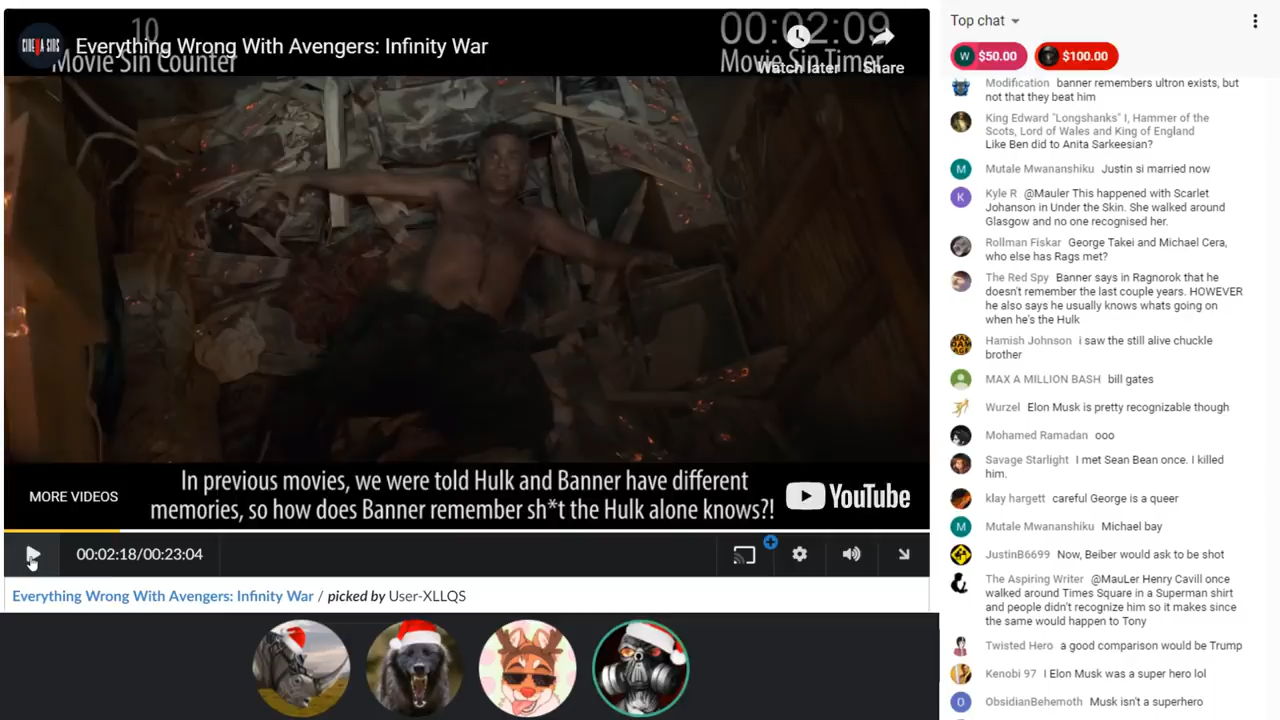 10
00:02:09
CINEMA SINS
Everything Wrong With Avengers: Infinity War
Movie Sin Counter
Movie Sin Timer
Watch later
Share
In previous movies, we were told Hulk and Banner have different
memories, so how does Banner remember sh*t the Hulk alone knows?!
MORE VIDEOS
YouTube
00:02:18/00:23:04
Everything Wrong With Avengers: Infinity War / picked by User-XLLQS
Top chat
W $50.00
$100.00
Modification banner remembers ultron exists, but
not that they beat him
King Edward "Longshanks" I, Hammer of the
Scots, Lord of Wales and King of England
Like Ben did to Anita Sarkeesian?
M Mutale Mwananshiku Justin si married now
K Kyle R @Mauler This happened with Scarlet
Johanson in Under the Skin. She walked around
Glasgow and no one recognised her.
Rollman Fiskar George Takei and Michael Cera,
who else has Rags met?
The Red Spy Banner says in Ragnorok that he
doesn't remember the last couple years. HOWEVER
he also says he usually knows whats going on
when he's the Hulk
Hamish Johnson i saw the still alive chuckle
brother
MAX A MILLION BASH bill gates
Wurzel Elon Musk is pretty recognizable though
Mohamed Ramadan ooo
Savage Starlight I met Sean Bean once. I killed
him.
klay hargett careful George is a queer
M Mutale Mwananshiku Michael bay
JustinB6699 Now, Beiber would ask to be shot
The Aspiring Writer @MauLer Henry Cavill once
walked around Times Square in a Superman shirt
and people didn't recognize him so it makes since
the same would happen to Tony
Twisted Hero a good comparison would be Trump
Kenobi 97 I Elon Musk was a super hero lol
O ObsidianBehemoth Musk isn't a superhero